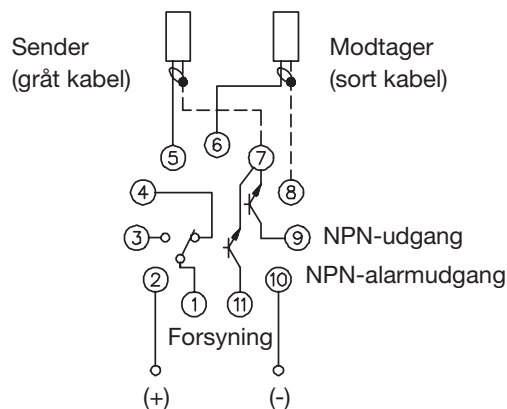 Sender
(gråt kabel)
Modtager
(sort kabel)
5
6
7
8
4
3
9 NPN-udgang
2
1
11
10 NPN-alarmudgang
Forsyning
(+)
(-)